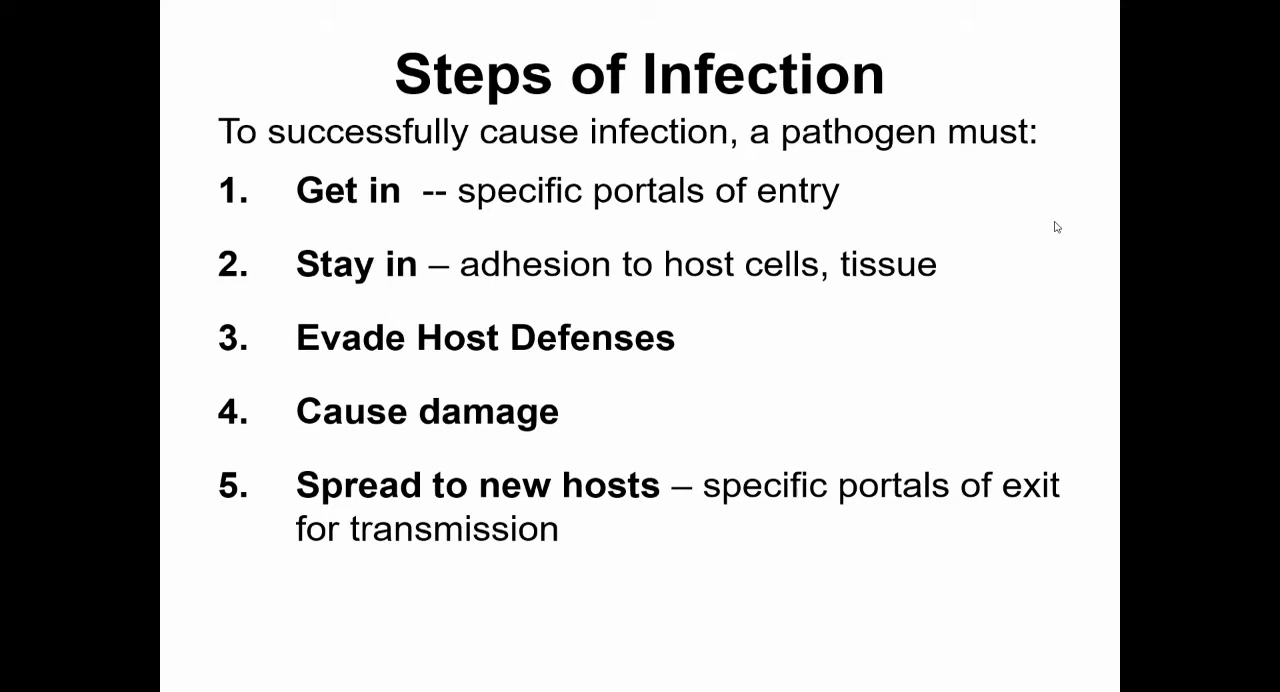 Steps of Infection
To successfully cause infection, a pathogen must:
1. Get in -- specific portals of entry
2. Stay in – adhesion to host cells, tissue
3. Evade Host Defenses
4. Cause damage
5. Spread to new hosts – specific portals of exit
for transmission